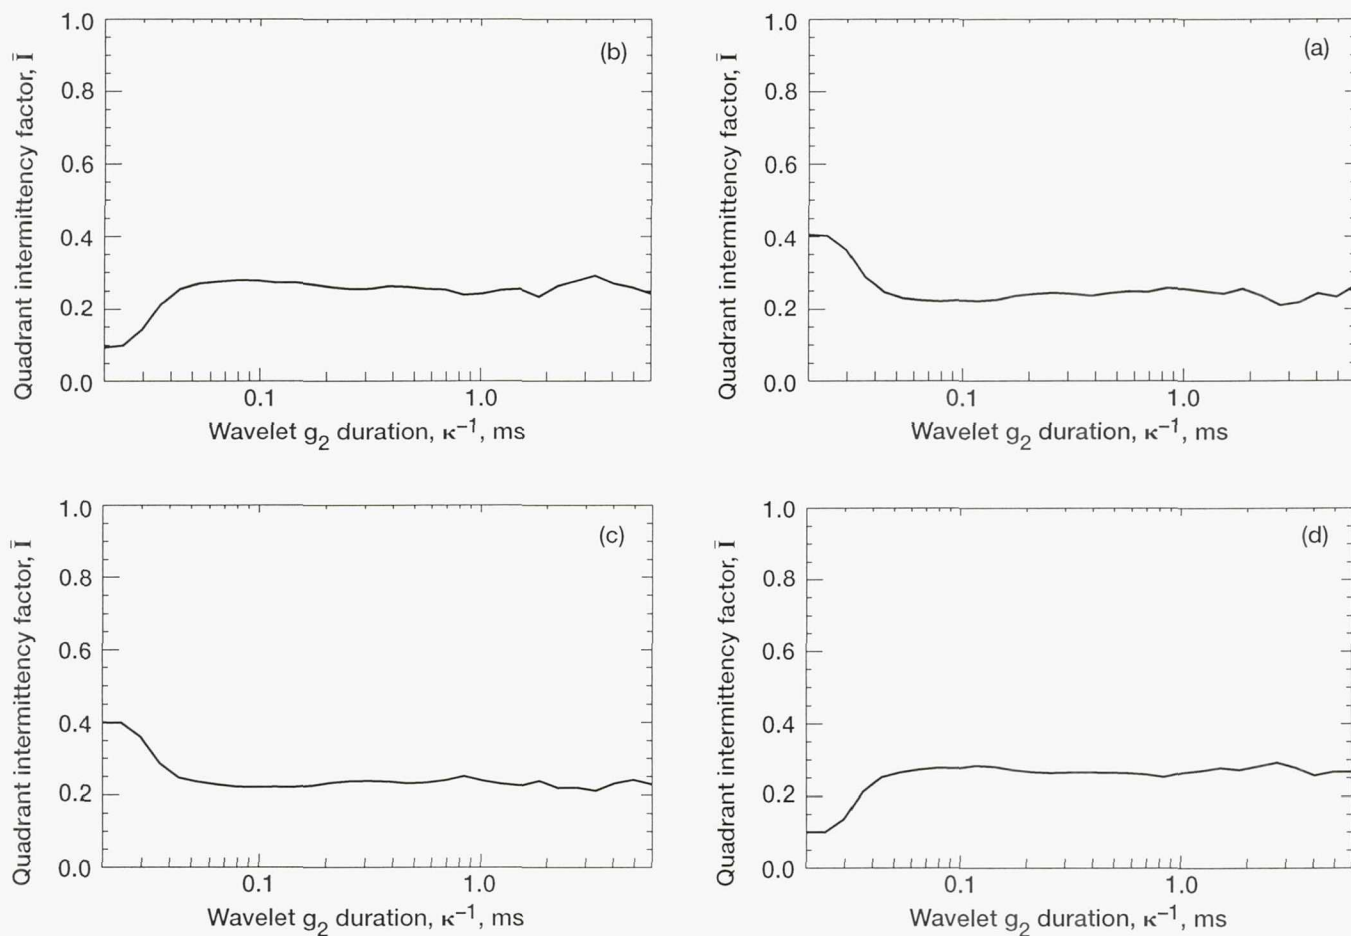 1.0
0.8
0.6
0.4
0.2
0.0
Quadrant intermittency factor, Ī
(b)
0.1 1.0
Wavelet g₂ duration, κ⁻¹, ms
1.0
0.8
0.6
0.4
0.2
0.0
Quadrant intermittency factor, Ī
(a)
0.1 1.0
Wavelet g₂ duration, κ⁻¹, ms
1.0
0.8
0.6
0.4
0.2
0.0
Quadrant intermittency factor, Ī
(c)
0.1 1.0
Wavelet g₂ duration, κ⁻¹, ms
1.0
0.8
0.6
0.4
0.2
0.0
Quadrant intermittency factor, Ī
(d)
0.1 1.0
Wavelet g₂ duration, κ⁻¹, ms